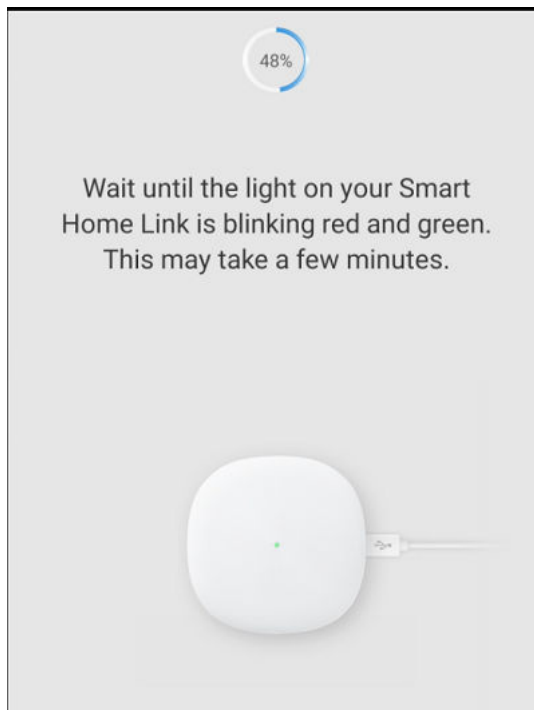 48%
Wait until the light on your Smart
Home Link is blinking red and green.
This may take a few minutes.